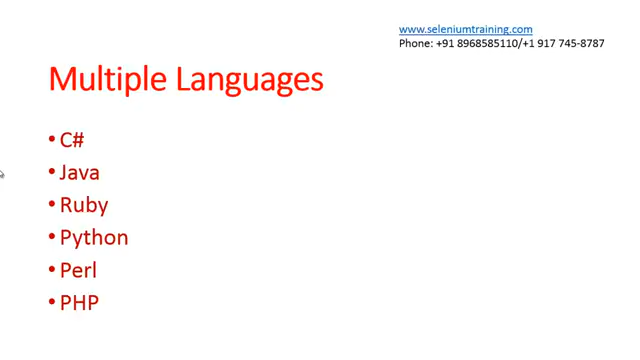 www.seleniumtraining.com
Phone: +91 8968585110/+1 917 745-8787
Multiple Languages
• C#
• Java
• Ruby
• Python
• Perl
• PHP